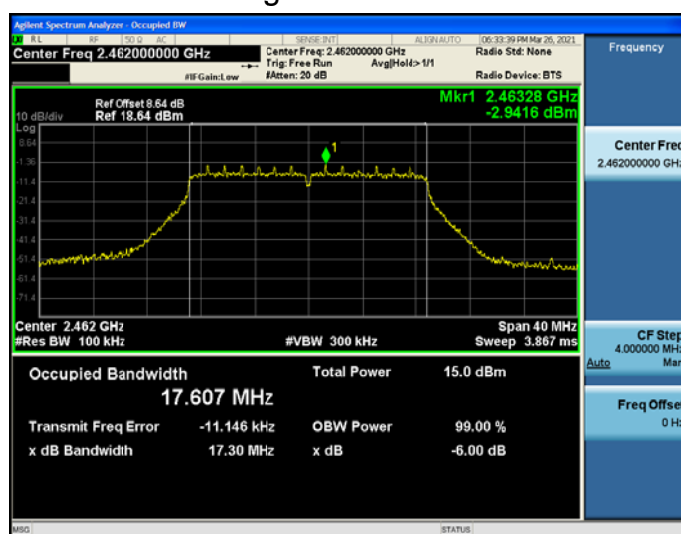 Agilent Spectrum Analyzer - Occupied BW
RL RF 50 Ω AC SENSE:INT ALIGN AUTO 06:33:39 PM Mar 26, 2021
Center Freq 2.462000000 GHz
Center Freq: 2.462000000 GHz
Radio Std: None
Trig: Free Run Avg|Hold:> 1/1
#IFGain:Low #Atten: 20 dB Radio Device: BTS
Frequency
Ref Offset 8.64 dB
Mkr1 2.46328 GHz
10 dB/div Ref 18.64 dBm -2.9416 dBm
Log
8.64
-1.36
-11.4
-21.4
-31.4
-41.4
-51.4
-61.4
-71.4
1
Center 2.462 GHz Span 40 MHz
#Res BW 100 kHz #VBW 300 kHz Sweep 3.867 ms
Occupied Bandwidth Total Power 15.0 dBm
17.607 MHz
Transmit Freq Error -11.146 kHz OBW Power 99.00 %
x dB Bandwidth 17.30 MHz x dB -6.00 dB
Center Freq
2.462000000 GHz
CF Step
4.000000 MHz
Auto Man
Freq Offset
0 Hz
MSG STATUS